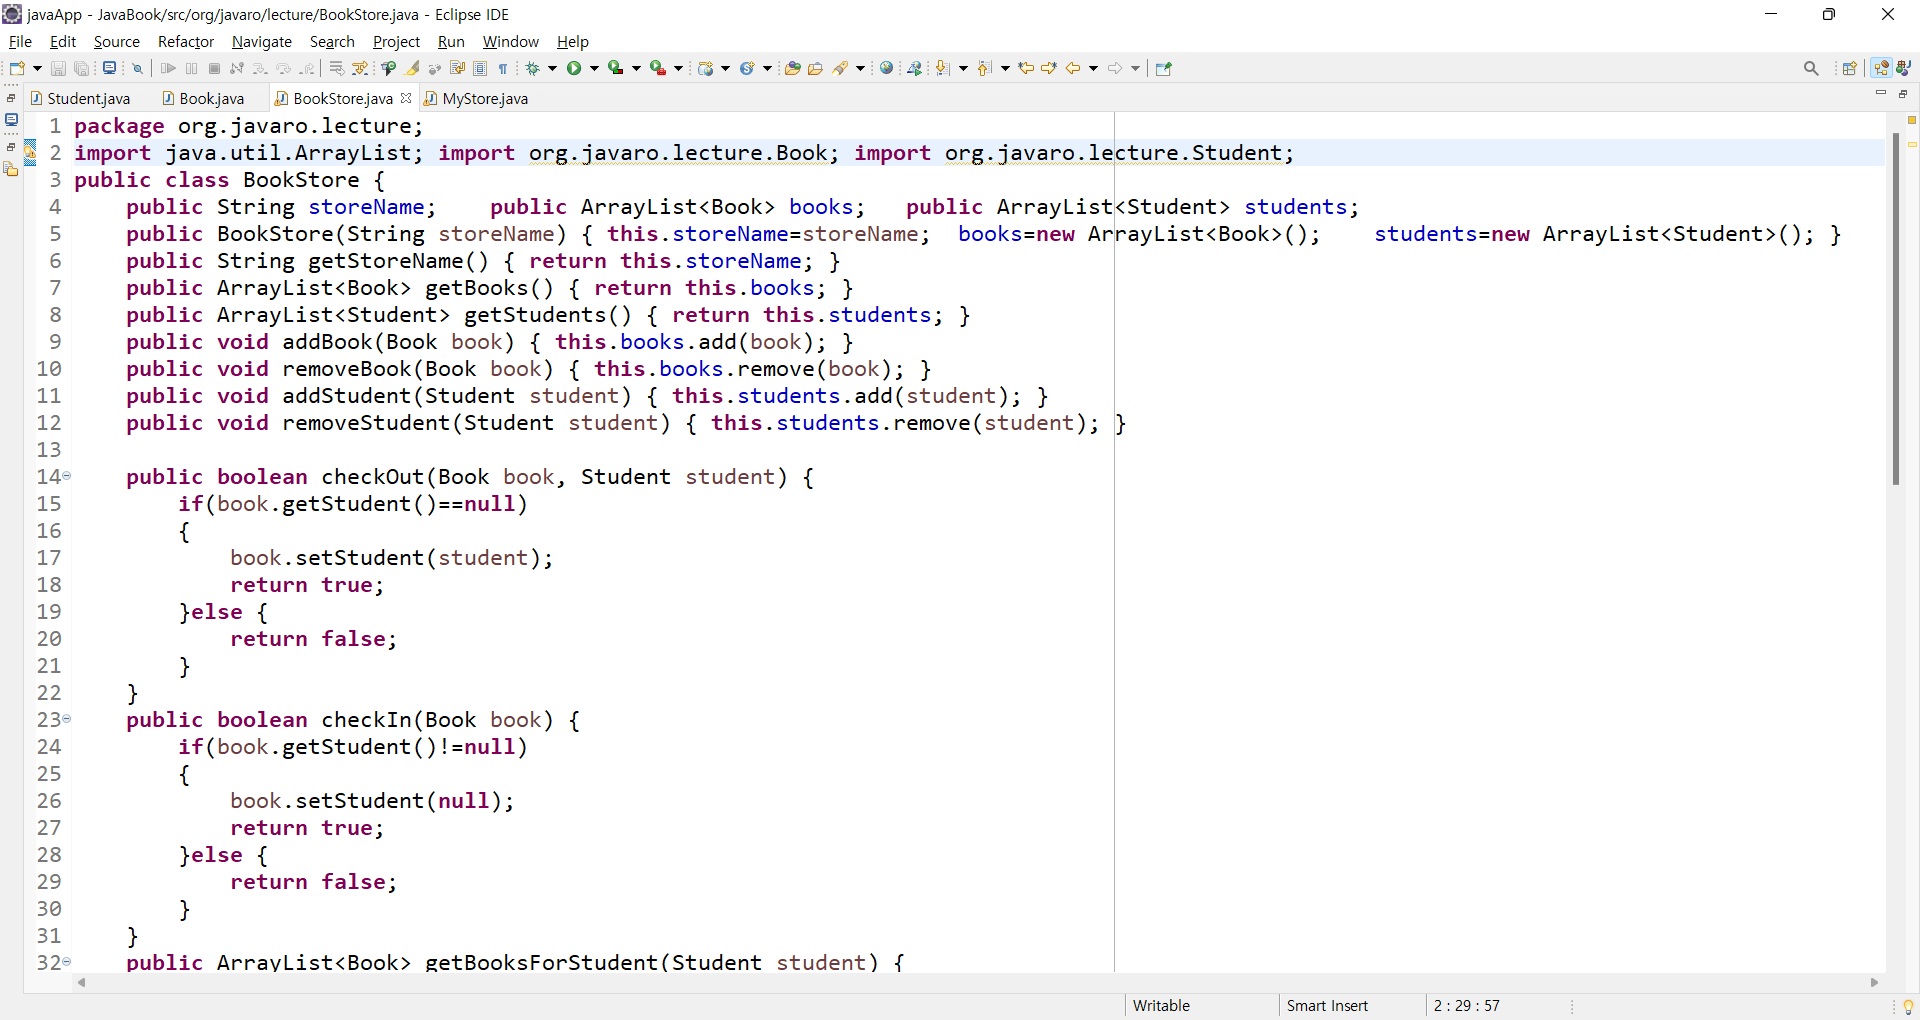 javaApp - JavaBook/src/org/javaro/lecture/BookStore.java - Eclipse IDE
File Edit Source Refactor Navigate Search Project Run Window Help
Student.java Book.java BookStore.java MyStore.java
1 package org.javaro.lecture;
2 import java.util.ArrayList; import org.javaro.lecture.Book; import org.javaro.lecture.Student;
3 public class BookStore {
4     public String storeName;    public ArrayList<Book> books;   public ArrayList<Student> students;
5     public BookStore(String storeName) { this.storeName=storeName;  books=new ArrayList<Book>();    students=new ArrayList<Student>(); }
6     public String getStoreName() { return this.storeName; }
7     public ArrayList<Book> getBooks() { return this.books; }
8     public ArrayList<Student> getStudents() { return this.students; }
9     public void addBook(Book book) { this.books.add(book); }
10     public void removeBook(Book book) { this.books.remove(book); }
11     public void addStudent(Student student) { this.students.add(student); }
12     public void removeStudent(Student student) { this.students.remove(student); }
13
14     public boolean checkOut(Book book, Student student) {
15         if(book.getStudent()==null)
16         {
17             book.setStudent(student);
18             return true;
19         }else {
20             return false;
21         }
22     }
23     public boolean checkIn(Book book) {
24         if(book.getStudent()!=null)
25         {
26             book.setStudent(null);
27             return true;
28         }else {
29             return false;
30         }
31     }
32     public ArrayList<Book> getBooksForStudent(Student student) {
Writable Smart Insert 2 : 29 : 57